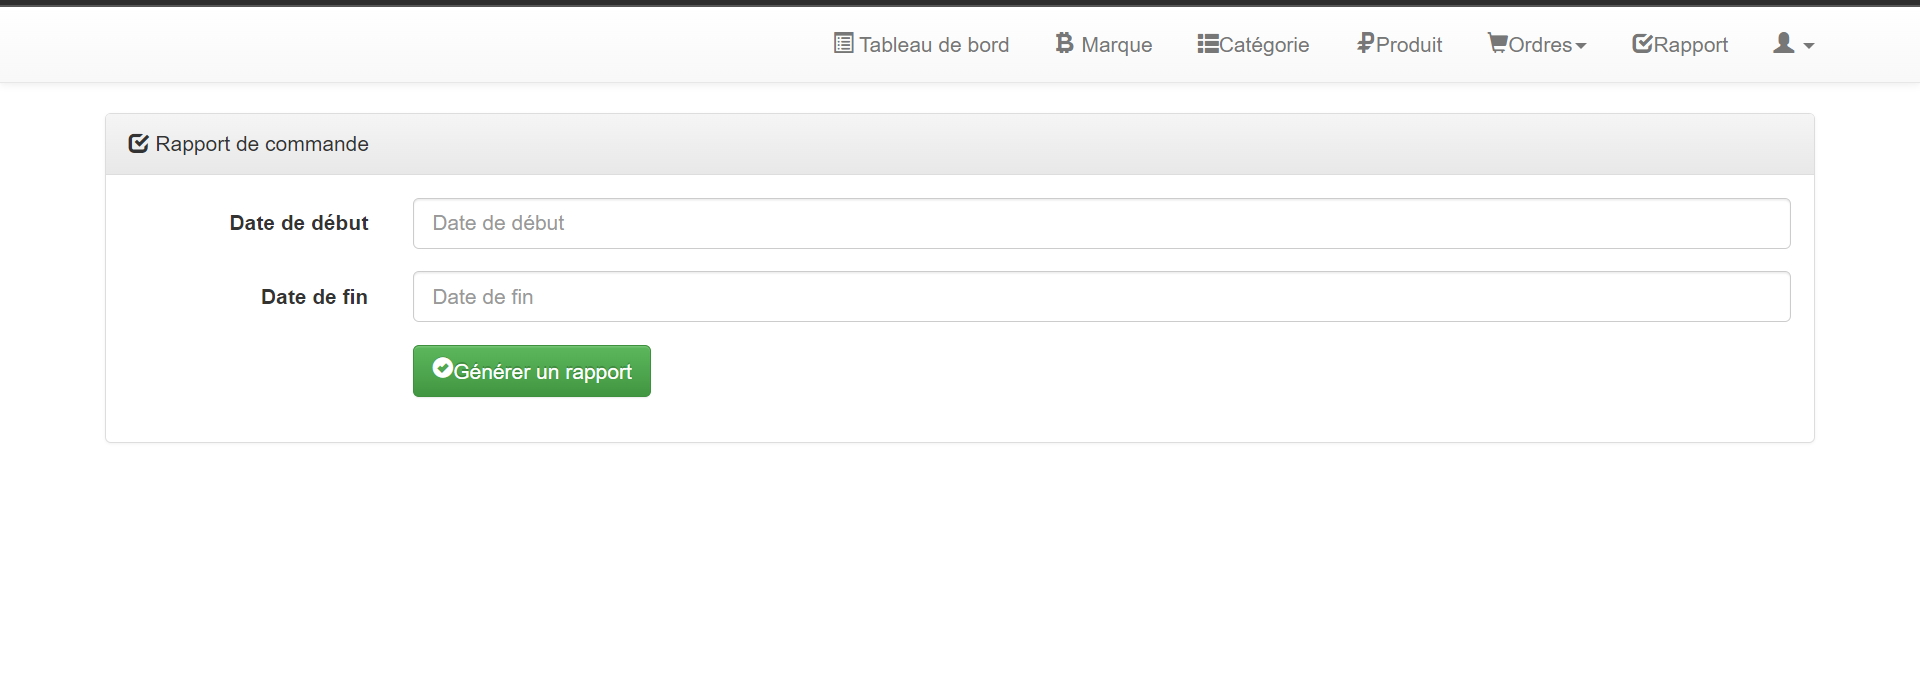 Tableau de bord Marque Catégorie Produit Ordres Rapport
Rapport de commande
Date de début Date de début
Date de fin Date de fin
Générer un rapport